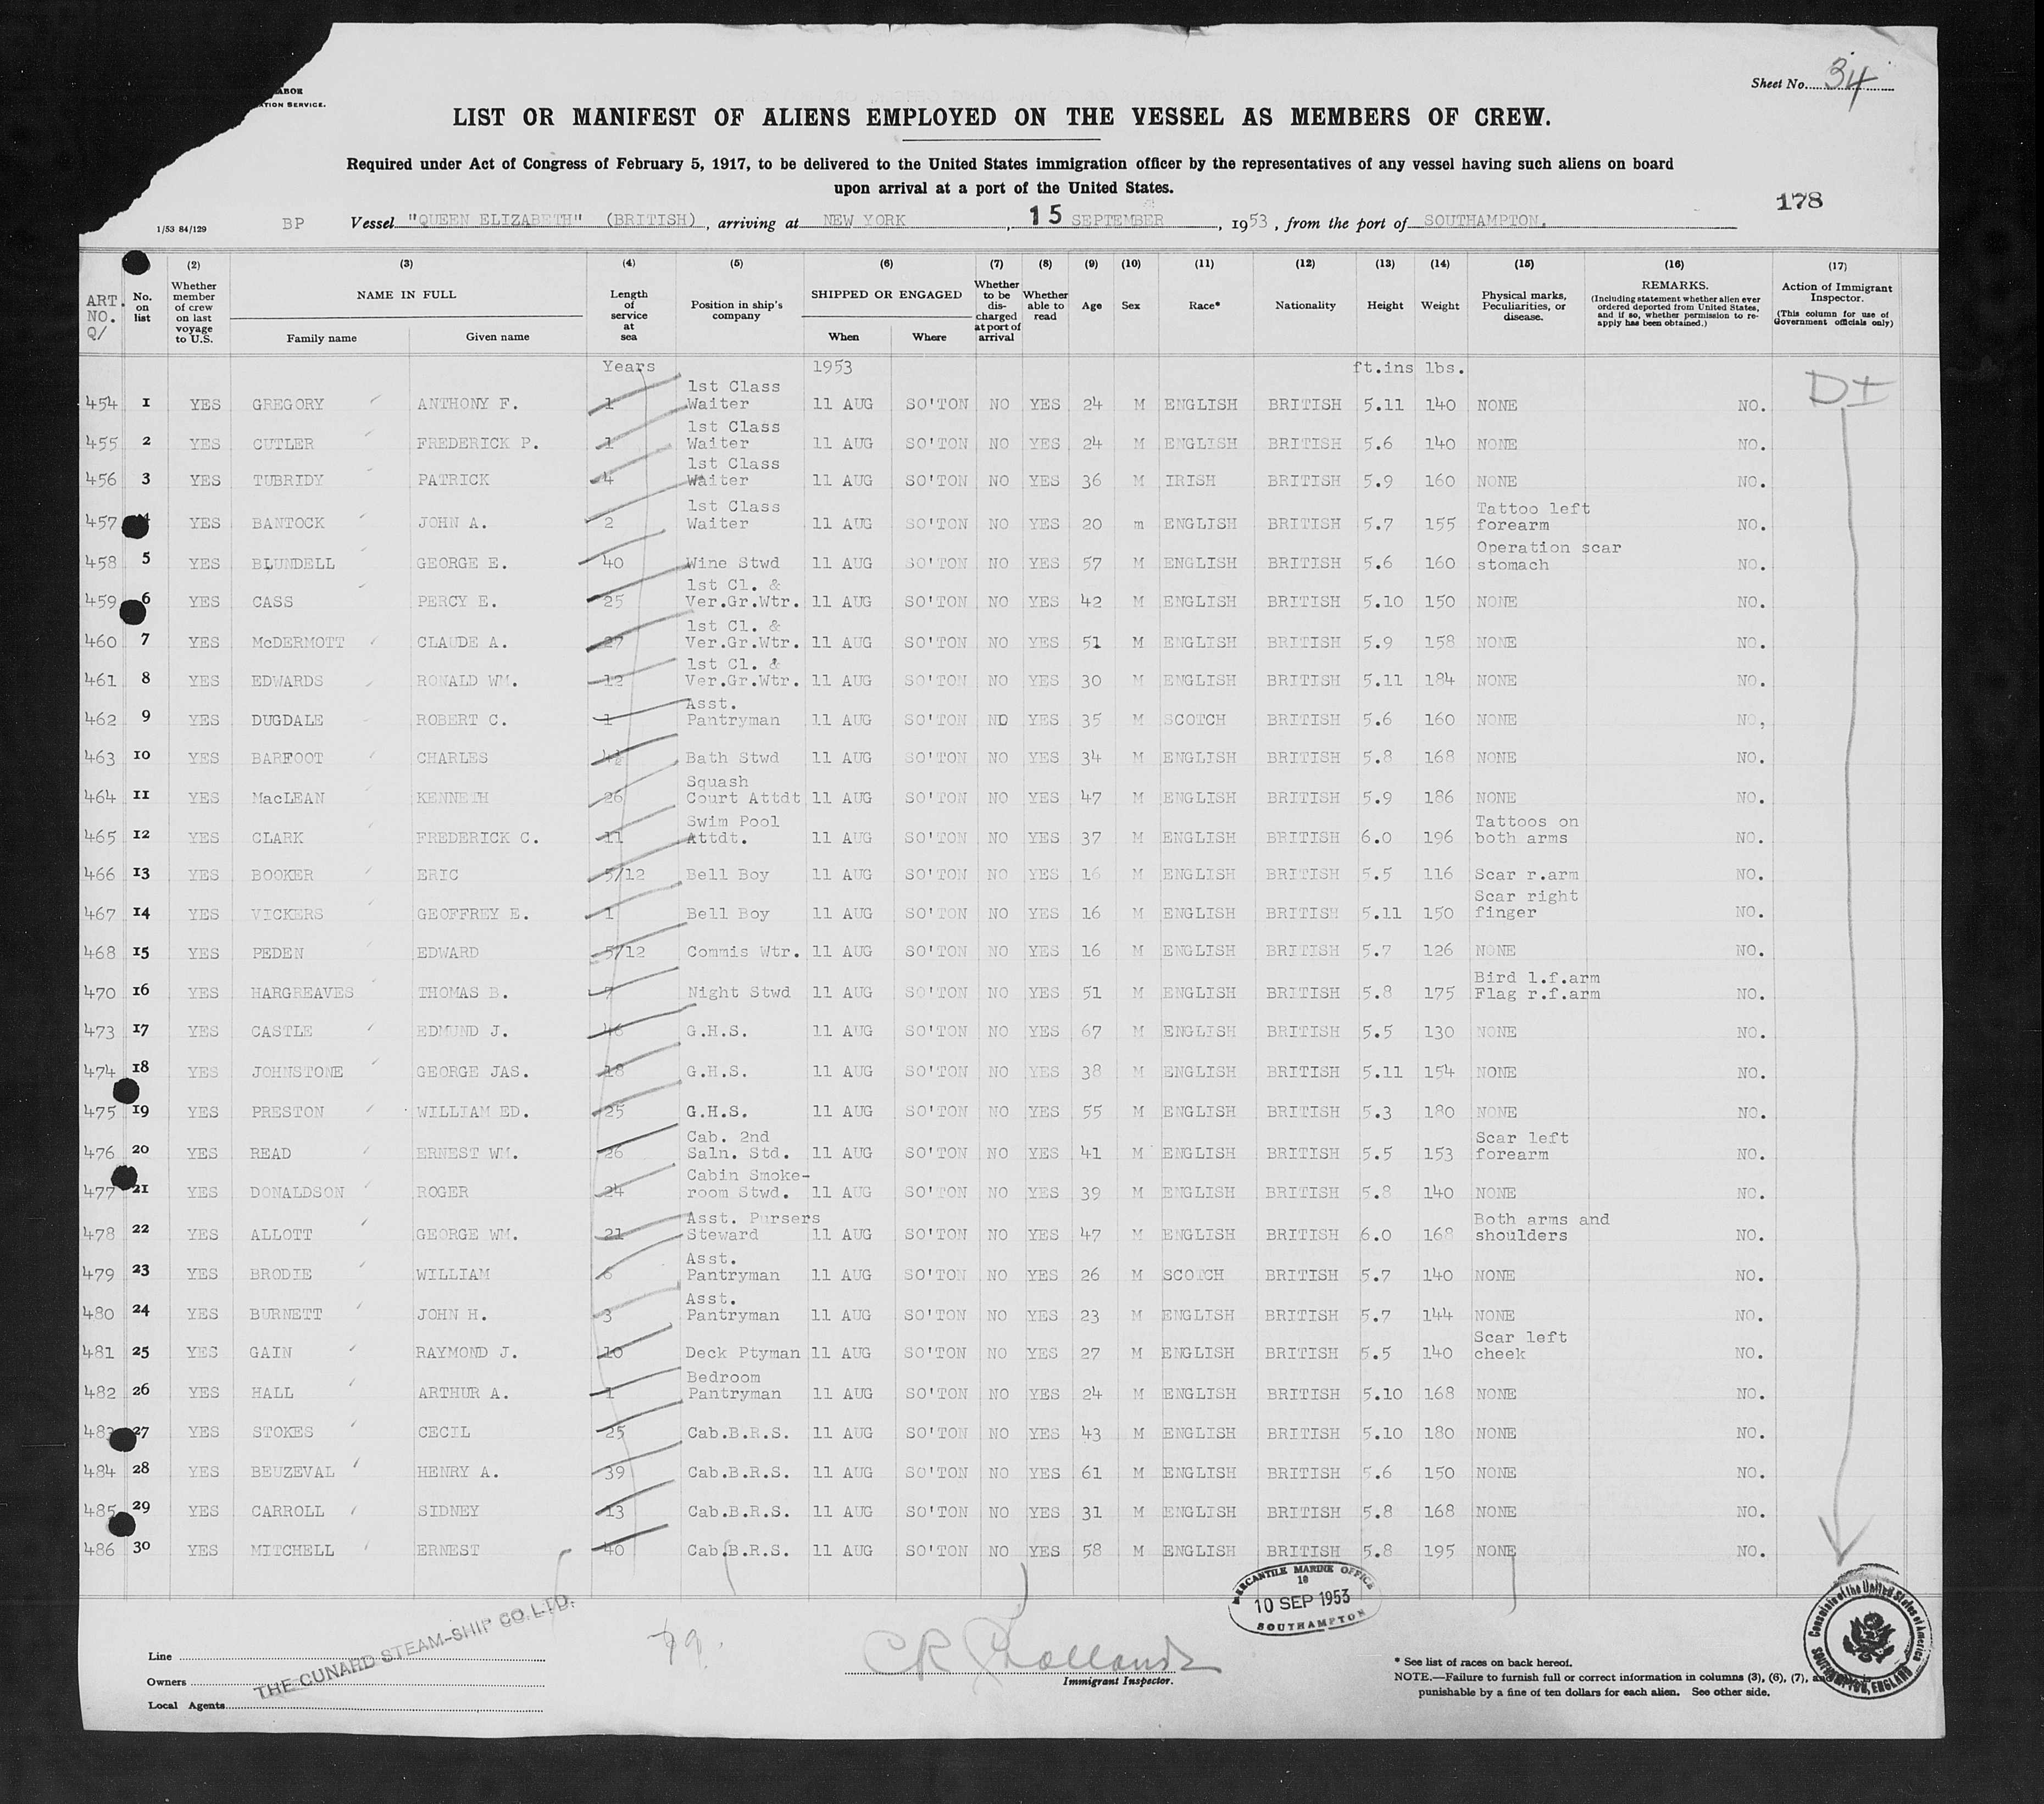 Sheet No. 34
ABOR
ATION SERVICE.
LIST OR MANIFEST OF ALIENS EMPLOYED ON THE VESSEL AS MEMBERS OF CREW.
Required under Act of Congress of February 5, 1917, to be delivered to the United States immigration officer by the representatives of any vessel having such aliens on board
upon arrival at a port of the United States.
178
1/53 84/129 BP Vessel "QUEEN ELIZABETH" (BRITISH), arriving at NEW YORK, 15 SEPTEMBER, 1953, from the port of SOUTHAMPTON.
ART. NO. Q/ No. on list (2) Whether member of crew on last voyage to U.S. (3) NAME IN FULL Family name Given name (4) Length of service at sea (5) Position in ship's company (6) SHIPPED OR ENGAGED When Where (7) Whether to be discharged at port of arrival (8) Whether able to read (9) Age (10) Sex (11) Race* (12) Nationality (13) Height (14) Weight (15) Physical marks, Peculiarities, or disease. (16) REMARKS. (Including statement whether alien ever ordered deported from United States, and if so, whether permission to re-apply has been obtained.) (17) Action of Immigrant Inspector. (This column for use of Government officials only)
Years 1953 ft.ins lbs.
454 1 YES GREGORY ANTHONY F. 1 1st Class Waiter 11 AUG SO'TON NO YES 24 M ENGLISH BRITISH 5.11 140 NONE NO. DI
455 2 YES CUTLER FREDERICK P. 1 1st Class Waiter 11 AUG SO'TON NO YES 24 M ENGLISH BRITISH 5.6 140 NONE NO.
456 3 YES TUBRIDY PATRICK 4 1st Class Waiter 11 AUG SO'TON NO YES 36 M IRISH BRITISH 5.9 160 NONE NO.
457 4 YES BANTOCK JOHN A. 2 1st Class Waiter 11 AUG SO'TON NO YES 20 m ENGLISH BRITISH 5.7 155 Tattoo left forearm NO.
458 5 YES BLUNDELL GEORGE E. 40 Wine Stwd 11 AUG SO'TON NO YES 57 M ENGLISH BRITISH 5.6 160 Operation scar stomach NO.
459 6 YES CASS PERCY E. 25 1st Cl. & Ver.Gr.Wtr. 11 AUG SO'TON NO YES 42 M ENGLISH BRITISH 5.10 150 NONE NO.
460 7 YES McDERMOTT CLAUDE A. 27 1st Cl. & Ver.Gr.Wtr. 11 AUG SO'TON NO YES 51 M ENGLISH BRITISH 5.9 158 NONE NO.
461 8 YES EDWARDS RONALD WM. 12 1st Cl. & Ver.Gr.Wtr. 11 AUG SO'TON NO YES 30 M ENGLISH BRITISH 5.11 184 NONE NO.
462 9 YES DUGDALE ROBERT C. 1 Asst. Pantryman 11 AUG SO'TON NO YES 35 M SCOTCH BRITISH 5.6 160 NONE NO,
463 10 YES BARFOOT CHARLES Bath Stwd 11 AUG SO'TON NO YES 34 M ENGLISH BRITISH 5.8 168 NONE NO.
464 11 YES MacLEAN KENNETH 26 Squash Court Attdt 11 AUG SO'TON NO YES 47 M ENGLISH BRITISH 5.9 186 NONE NO.
465 12 YES CLARK FREDERICK C. 11 Swim Pool Attdt. 11 AUG SO'TON NO YES 37 M ENGLISH BRITISH 6.0 196 Tattoos on both arms NO.
466 13 YES BOOKER ERIC 5/12 Bell Boy 11 AUG SO'TON NO YES 16 M ENGLISH BRITISH 5.5 116 Scar r.arm NO.
467 14 YES VICKERS GEOFFREY E. 1 Bell Boy 11 AUG SO'TON NO YES 16 M ENGLISH BRITISH 5.11 150 Scar right finger NO.
468 15 YES PEDEN EDWARD 5/12 Commis Wtr. 11 AUG SO'TON NO YES 16 M ENGLISH BRITISH 5.7 126 NONE NO.
470 16 YES HARGREAVES THOMAS B. 7 Night Stwd 11 AUG SO'TON NO YES 51 M ENGLISH BRITISH 5.8 175 Bird l.f.arm Flag r.f.arm NO.
473 17 YES CASTLE EDMUND J. 46 G.H.S. 11 AUG SO'TON NO YES 67 M ENGLISH BRITISH 5.5 130 NONE NO.
474 18 YES JOHNSTONE GEORGE JAS. 18 G.H.S. 11 AUG SO'TON NO YES 38 M ENGLISH BRITISH 5.11 154 NONE NO.
475 19 YES PRESTON WILLIAM ED. 25 G.H.S. 11 AUG SO'TON NO YES 55 M ENGLISH BRITISH 5.3 180 NONE NO.
476 20 YES READ ERNEST WM. 26 Cab. 2nd Saln. Std. 11 AUG SO'TON NO YES 41 M ENGLISH BRITISH 5.5 153 Scar left forearm NO.
477 21 YES DONALDSON ROGER 24 Cabin Smoke-room Stwd. 11 AUG SO'TON NO YES 39 M ENGLISH BRITISH 5.8 140 NONE NO.
478 22 YES ALLOTT GEORGE WM. 21 Asst. Pursers Steward 11 AUG SO'TON NO YES 47 M ENGLISH BRITISH 6.0 168 Both arms and shoulders NO.
479 23 YES BRODIE WILLIAM 6 Asst. Pantryman 11 AUG SO'TON NO YES 26 M SCOTCH BRITISH 5.7 140 NONE NO.
480 24 YES BURNETT JOHN H. 3 Asst. Pantryman 11 AUG SO'TON NO YES 23 M ENGLISH BRITISH 5.7 144 NONE NO.
481 25 YES GAIN RAYMOND J. 10 Deck Ptyman 11 AUG SO'TON NO YES 27 M ENGLISH BRITISH 5.5 140 Scar left cheek NO.
482 26 YES HALL ARTHUR A. 1 Bedroom Pantryman 11 AUG SO'TON NO YES 24 M ENGLISH BRITISH 5.10 168 NONE NO.
483 27 YES STOKES CECIL 25 Cab.B.R.S. 11 AUG SO'TON NO YES 43 M ENGLISH BRITISH 5.10 180 NONE NO.
484 28 YES BEUZEVAL HENRY A. 39 Cab.B.R.S. 11 AUG SO'TON NO YES 61 M ENGLISH BRITISH 5.6 150 NONE NO.
485 29 YES CARROLL SIDNEY 13 Cab.B.R.S. 11 AUG SO'TON NO YES 31 M ENGLISH BRITISH 5.8 168 NONE NO.
486 30 YES MITCHELL ERNEST 40 Cab.B.R.S. 11 AUG SO'TON NO YES 58 M ENGLISH BRITISH 5.8 195 NONE NO.
MERCANTILE MARINE OFFICE
10
10 SEP 1953
SOUTHAMPTON
Consulate of the United States of America
SOUTHAMPTON, ENGLAND
Line
Owners
Local Agents
THE CUNARD STEAM-SHIP CO. LTD.
Immigrant Inspector.
* See list of races on back hereof.
NOTE.—Failure to furnish full or correct information in columns (3), (6), (7),
punishable by a fine of ten dollars for each alien. See other side.